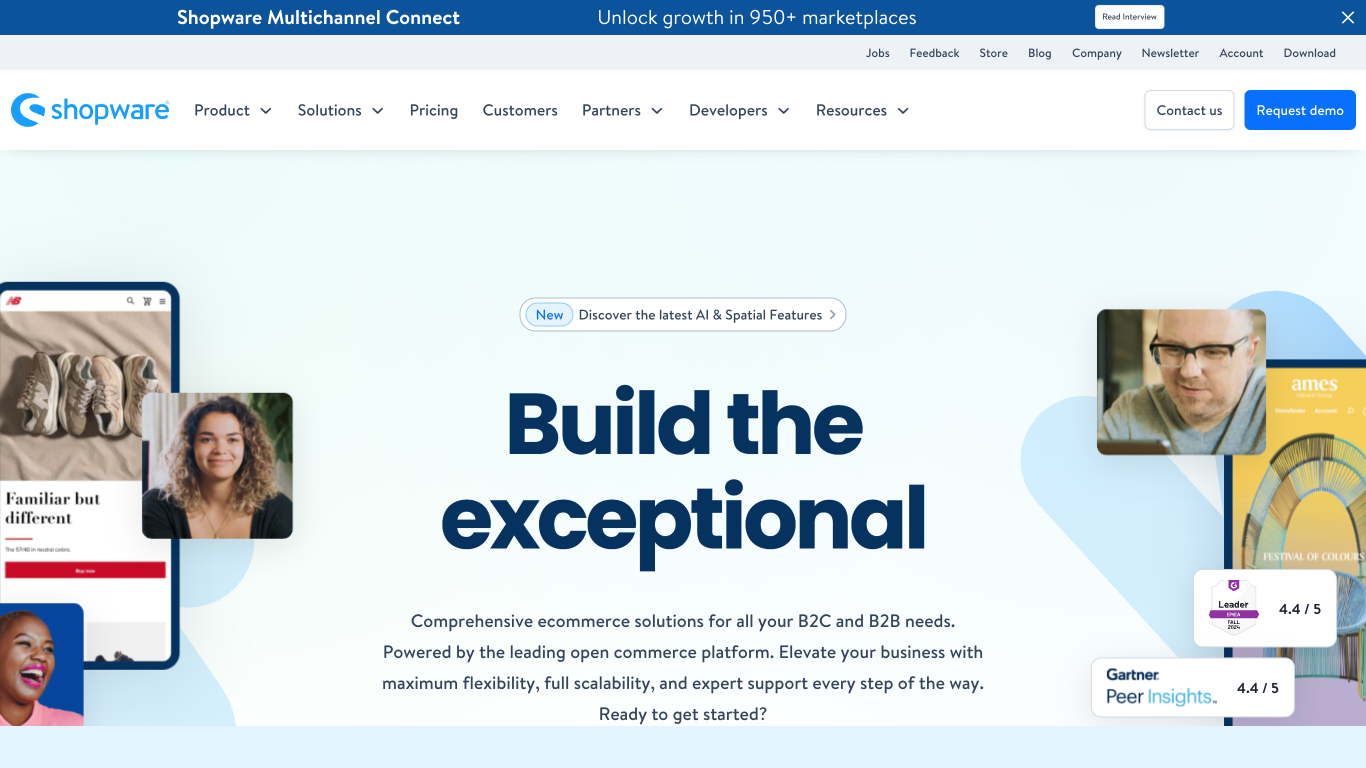 Shopware Multichannel Connect
Unlock growth in 950+ marketplaces
Read Interview
Jobs Feedback Store Blog Company Newsletter Account Download
shopware
Product Solutions Pricing Customers Partners Developers Resources
Contact us
Request demo
New Discover the latest AI & Spatial Features
Build the
exceptional
Comprehensive ecommerce solutions for all your B2C and B2B needs.
Powered by the leading open commerce platform. Elevate your business with
maximum flexibility, full scalability, and expert support every step of the way.
Ready to get started?
NB
Familiar but
different
The 57/40 in neutral colors.
Buy now
ames
Account
FESTIVAL OF COLOURS
Leader
EMEA
FALL
2024
4.4 / 5
Gartner
Peer Insights™
4.4 / 5